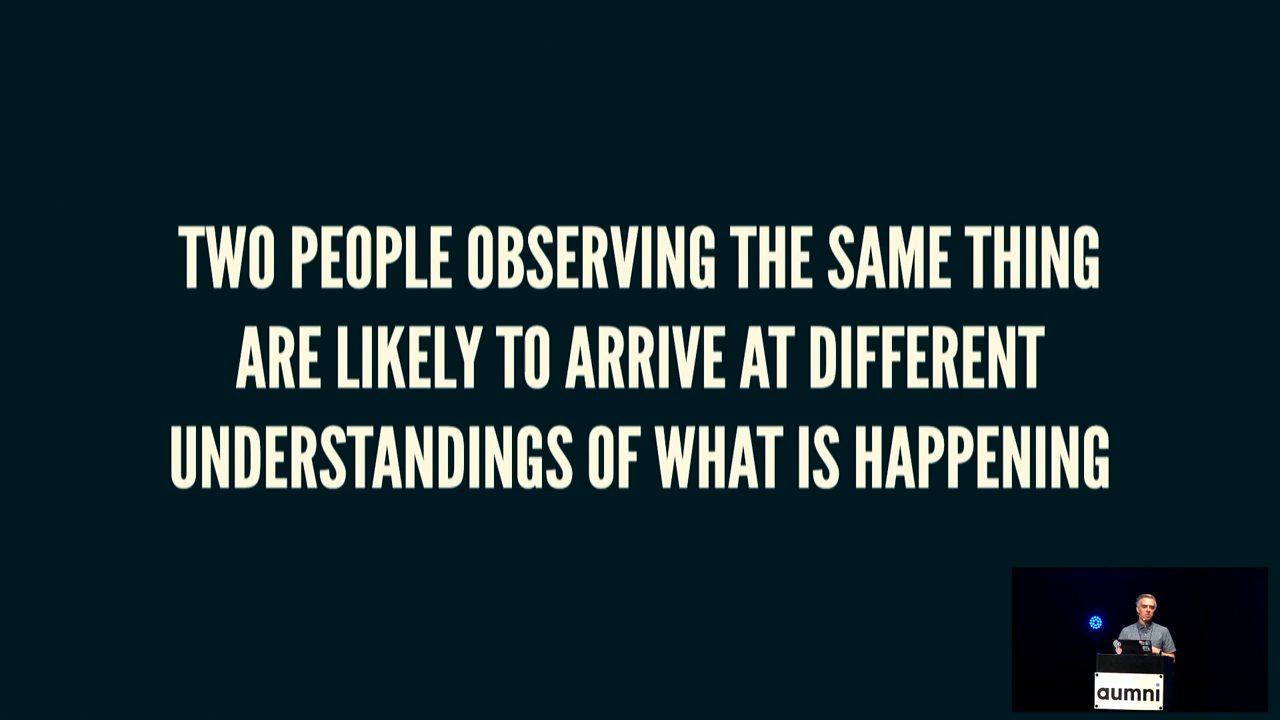 TWO PEOPLE OBSERVING THE SAME THING
ARE LIKELY TO ARRIVE AT DIFFERENT
UNDERSTANDINGS OF WHAT IS HAPPENING
aumni